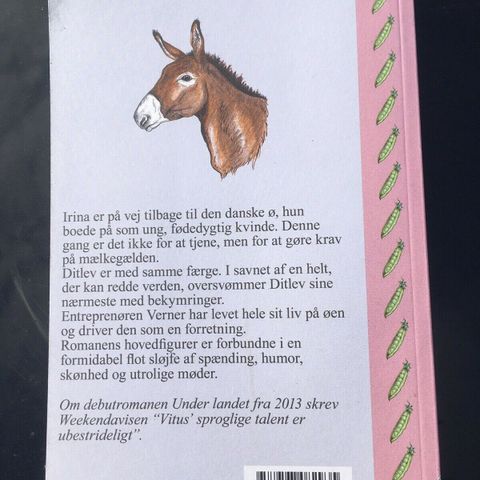 Irina er på vej tilbage til den danske ø, hun
boede på som ung, fødedygtig kvinde. Denne
gang er det ikke for at tjene, men for at gøre krav
på mælkegælden.
Ditlev er med samme færge. I savnet af en helt,
der kan redde verden, oversvømmer Ditlev sine
nærmeste med bekymringer.
Entreprenøren Verner har levet hele sit liv på øen
og driver den som en forretning.
Romanens hovedfigurer er forbundne i en
formidabel flot sløjfe af spænding, humor,
skønhed og utrolige møder.
Om debutromanen Under landet fra 2013 skrev
Weekendavisen “Vitus’ sproglige talent er
ubestrideligt”.